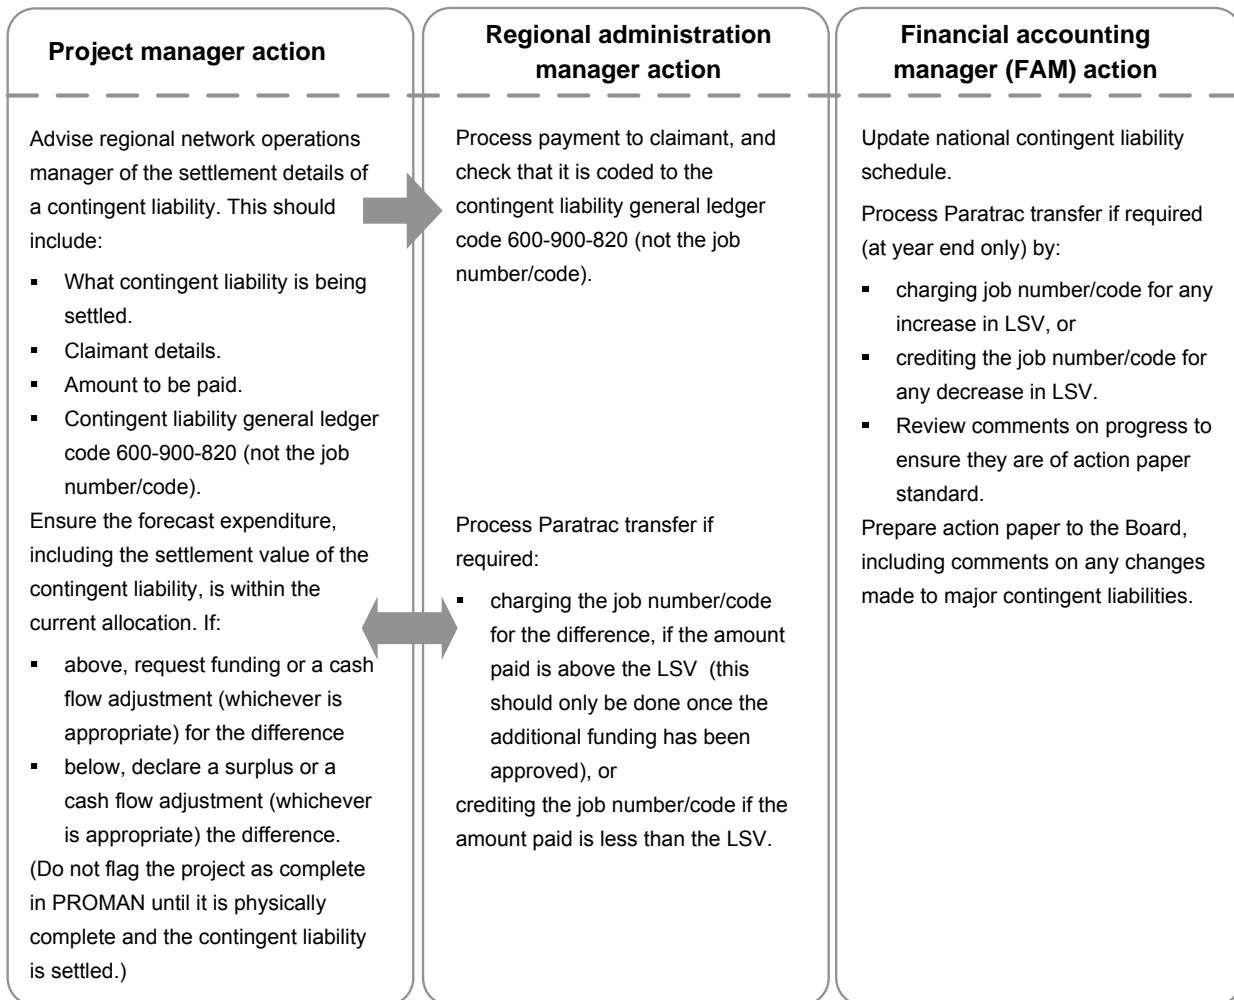 Project manager action
Advise regional network operations
manager of the settlement details of
a contingent liability. This should
include:
▪ What contingent liability is being
settled.
▪ Claimant details.
▪ Amount to be paid.
▪ Contingent liability general ledger
code 600-900-820 (not the job
number/code).
Ensure the forecast expenditure,
including the settlement value of the
contingent liability, is within the
current allocation. If:
▪ above, request funding or a cash
flow adjustment (whichever is
appropriate) for the difference
▪ below, declare a surplus or a
cash flow adjustment (whichever
is appropriate) the difference.
(Do not flag the project as complete
in PROMAN until it is physically
complete and the contingent liability
is settled.)
Regional administration
manager action
Process payment to claimant, and
check that it is coded to the
contingent liability general ledger
code 600-900-820 (not the job
number/code).
Process Paratrac transfer if
required:
▪ charging the job number/code
for the difference, if the amount
paid is above the LSV (this
should only be done once the
additional funding has been
approved), or
crediting the job number/code if the
amount paid is less than the LSV.
Financial accounting
manager (FAM) action
Update national contingent liability
schedule.
Process Paratrac transfer if required
(at year end only) by:
▪ charging job number/code for any
increase in LSV, or
▪ crediting the job number/code for
any decrease in LSV.
▪ Review comments on progress to
ensure they are of action paper
standard.
Prepare action paper to the Board,
including comments on any changes
made to major contingent liabilities.